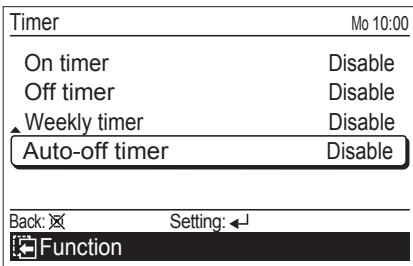 Timer Mo 10:00
On timer Disable
Off timer Disable
Weekly timer Disable
Auto-off timer Disable
Back: Setting:
Function